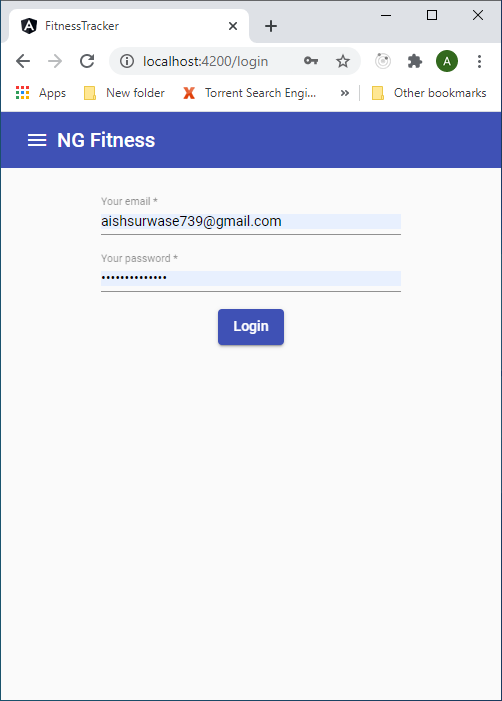 FitnessTracker
localhost:4200/login
A
Apps New folder Torrent Search Engi... » Other bookmarks
NG Fitness
Your email *
aishsurwase739@gmail.com
Your password *
••••••••••••••
Login